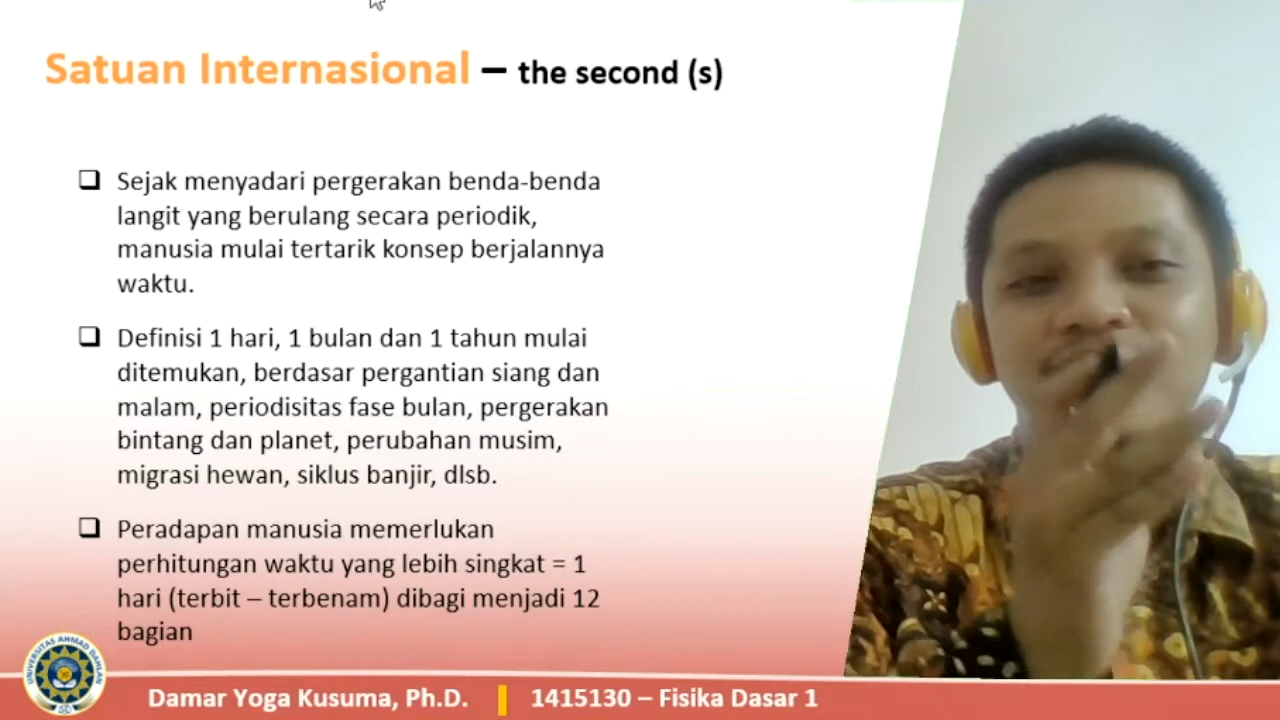 Satuan Internasional – the second (s)
❑ Sejak menyadari pergerakan benda-benda
langit yang berulang secara periodik,
manusia mulai tertarik konsep berjalannya
waktu.
❑ Definisi 1 hari, 1 bulan dan 1 tahun mulai
ditemukan, berdasar pergantian siang dan
malam, periodisitas fase bulan, pergerakan
bintang dan planet, perubahan musim,
migrasi hewan, siklus banjir, dlsb.
❑ Peradapan manusia memerlukan
perhitungan waktu yang lebih singkat = 1
hari (terbit – terbenam) dibagi menjadi 12
bagian
UNIVERSITAS AHMAD DAHLAN
Damar Yoga Kusuma, Ph.D. | 1415130 – Fisika Dasar 1